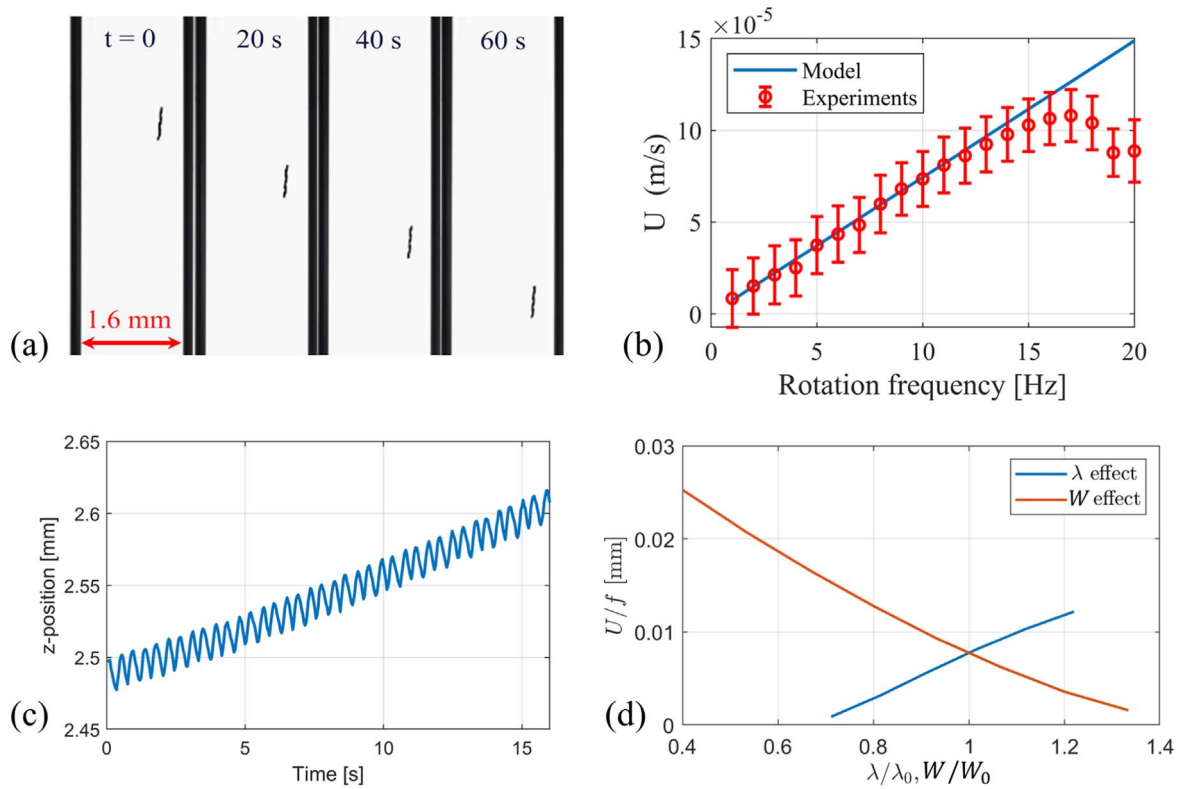 t = 0
20 s
40 s
60 s
1.6 mm
(a)
×10⁻⁵
15
10
5
0
U (m/s)
Model
Experiments
0
5
10
15
20
Rotation frequency [Hz]
(b)
2.65
2.6
2.55
2.5
2.45
z-position [mm]
0
5
10
15
Time [s]
(c)
0.03
0.02
0.01
0
U/f [mm]
λ effect
W effect
0.4
0.6
0.8
1
1.2
1.4
λ/λ₀,W/W₀
(d)